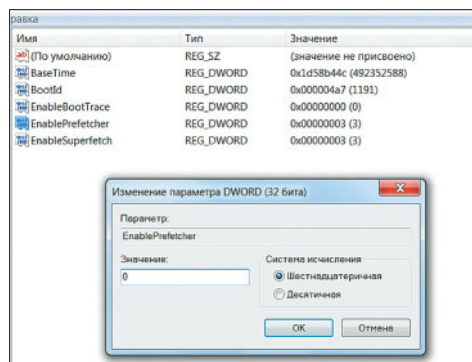 равка
Имя Тип Значение
(По умолчанию) REG_SZ (значение не присвоено)
BaseTime REG_DWORD 0x1d58b44c (492352588)
BootId REG_DWORD 0x000004a7 (1191)
EnableBootTrace REG_DWORD 0x00000000 (0)
EnablePrefetcher REG_DWORD 0x00000003 (3)
EnableSuperfetch REG_DWORD 0x00000003 (3)
Изменение параметра DWORD (32 бита)
Параметр:
EnablePrefetcher
Значение: Система исчисления
0 Шестнадцатеричная
Десятичная
OK Отмена